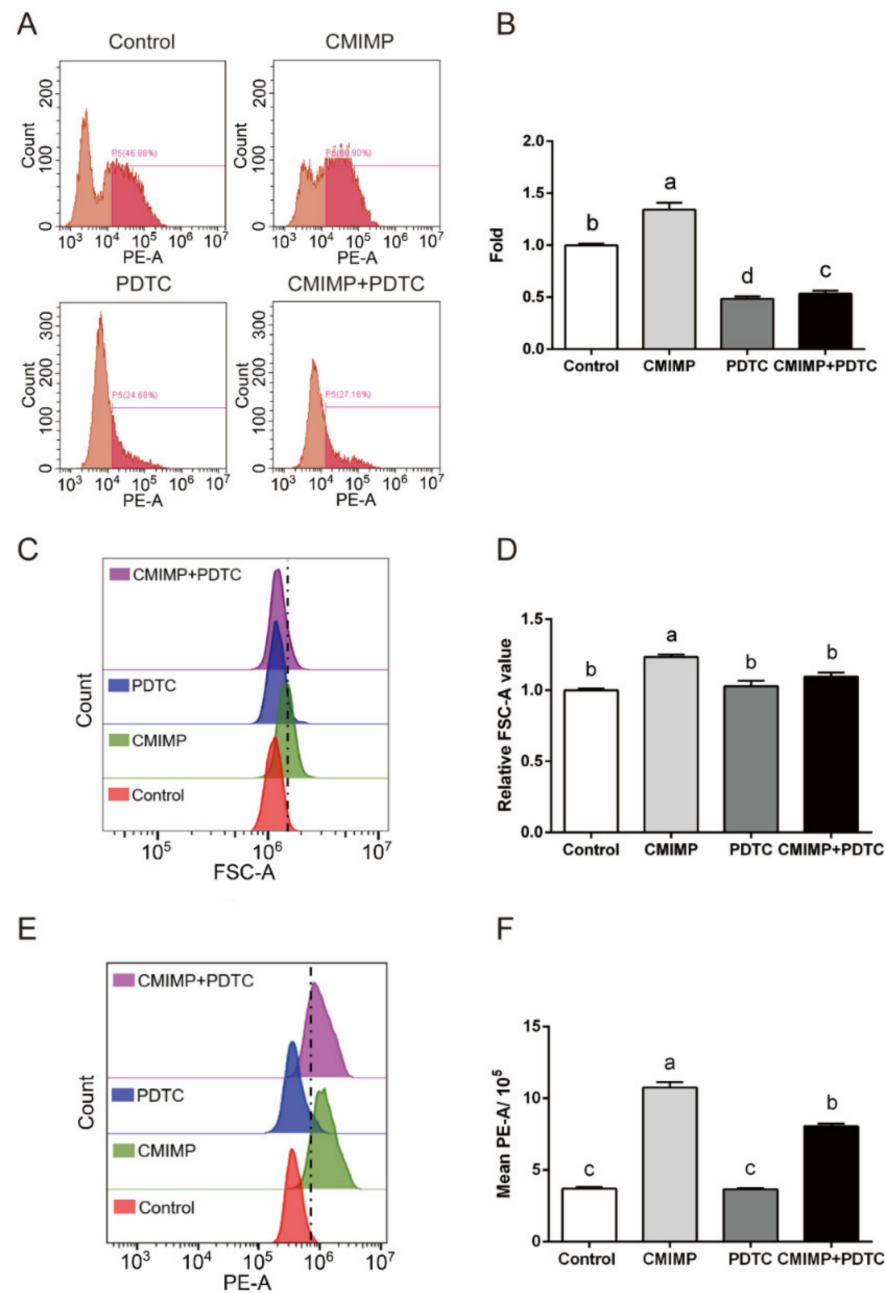 A
Control
CMIMP
Count
200
100
0
P5(46.88%)
10³ 10⁴ 10⁵ 10⁶ 10⁷
PE-A
Count
200
100
0
P5(60.90%)
10³ 10⁴ 10⁵ 10⁶ 10⁷
PE-A
PDTC
CMIMP+PDTC
Count
300
200
100
0
P5(24.68%)
10³ 10⁴ 10⁵ 10⁶ 10⁷
PE-A
Count
300
200
100
0
P5(27.16%)
10³ 10⁴ 10⁵ 10⁶ 10⁷
PE-A
B
Fold
2.0
1.5
1.0
0.5
0.0
b
a
d
c
Control CMIMP PDTC CMIMP+PDTC
C
Count
CMIMP+PDTC
PDTC
CMIMP
Control
10⁵ 10⁶ 10⁷
FSC-A
D
Relative FSC-A value
1.5
1.0
0.5
0.0
b
a
b
b
Control CMIMP PDTC CMIMP+PDTC
E
Count
CMIMP+PDTC
PDTC
CMIMP
Control
10³ 10⁴ 10⁵ 10⁶ 10⁷
PE-A
F
Mean PE-A/ 10⁵
15
10
5
0
c
a
c
b
Control CMIMP PDTC CMIMP+PDTC